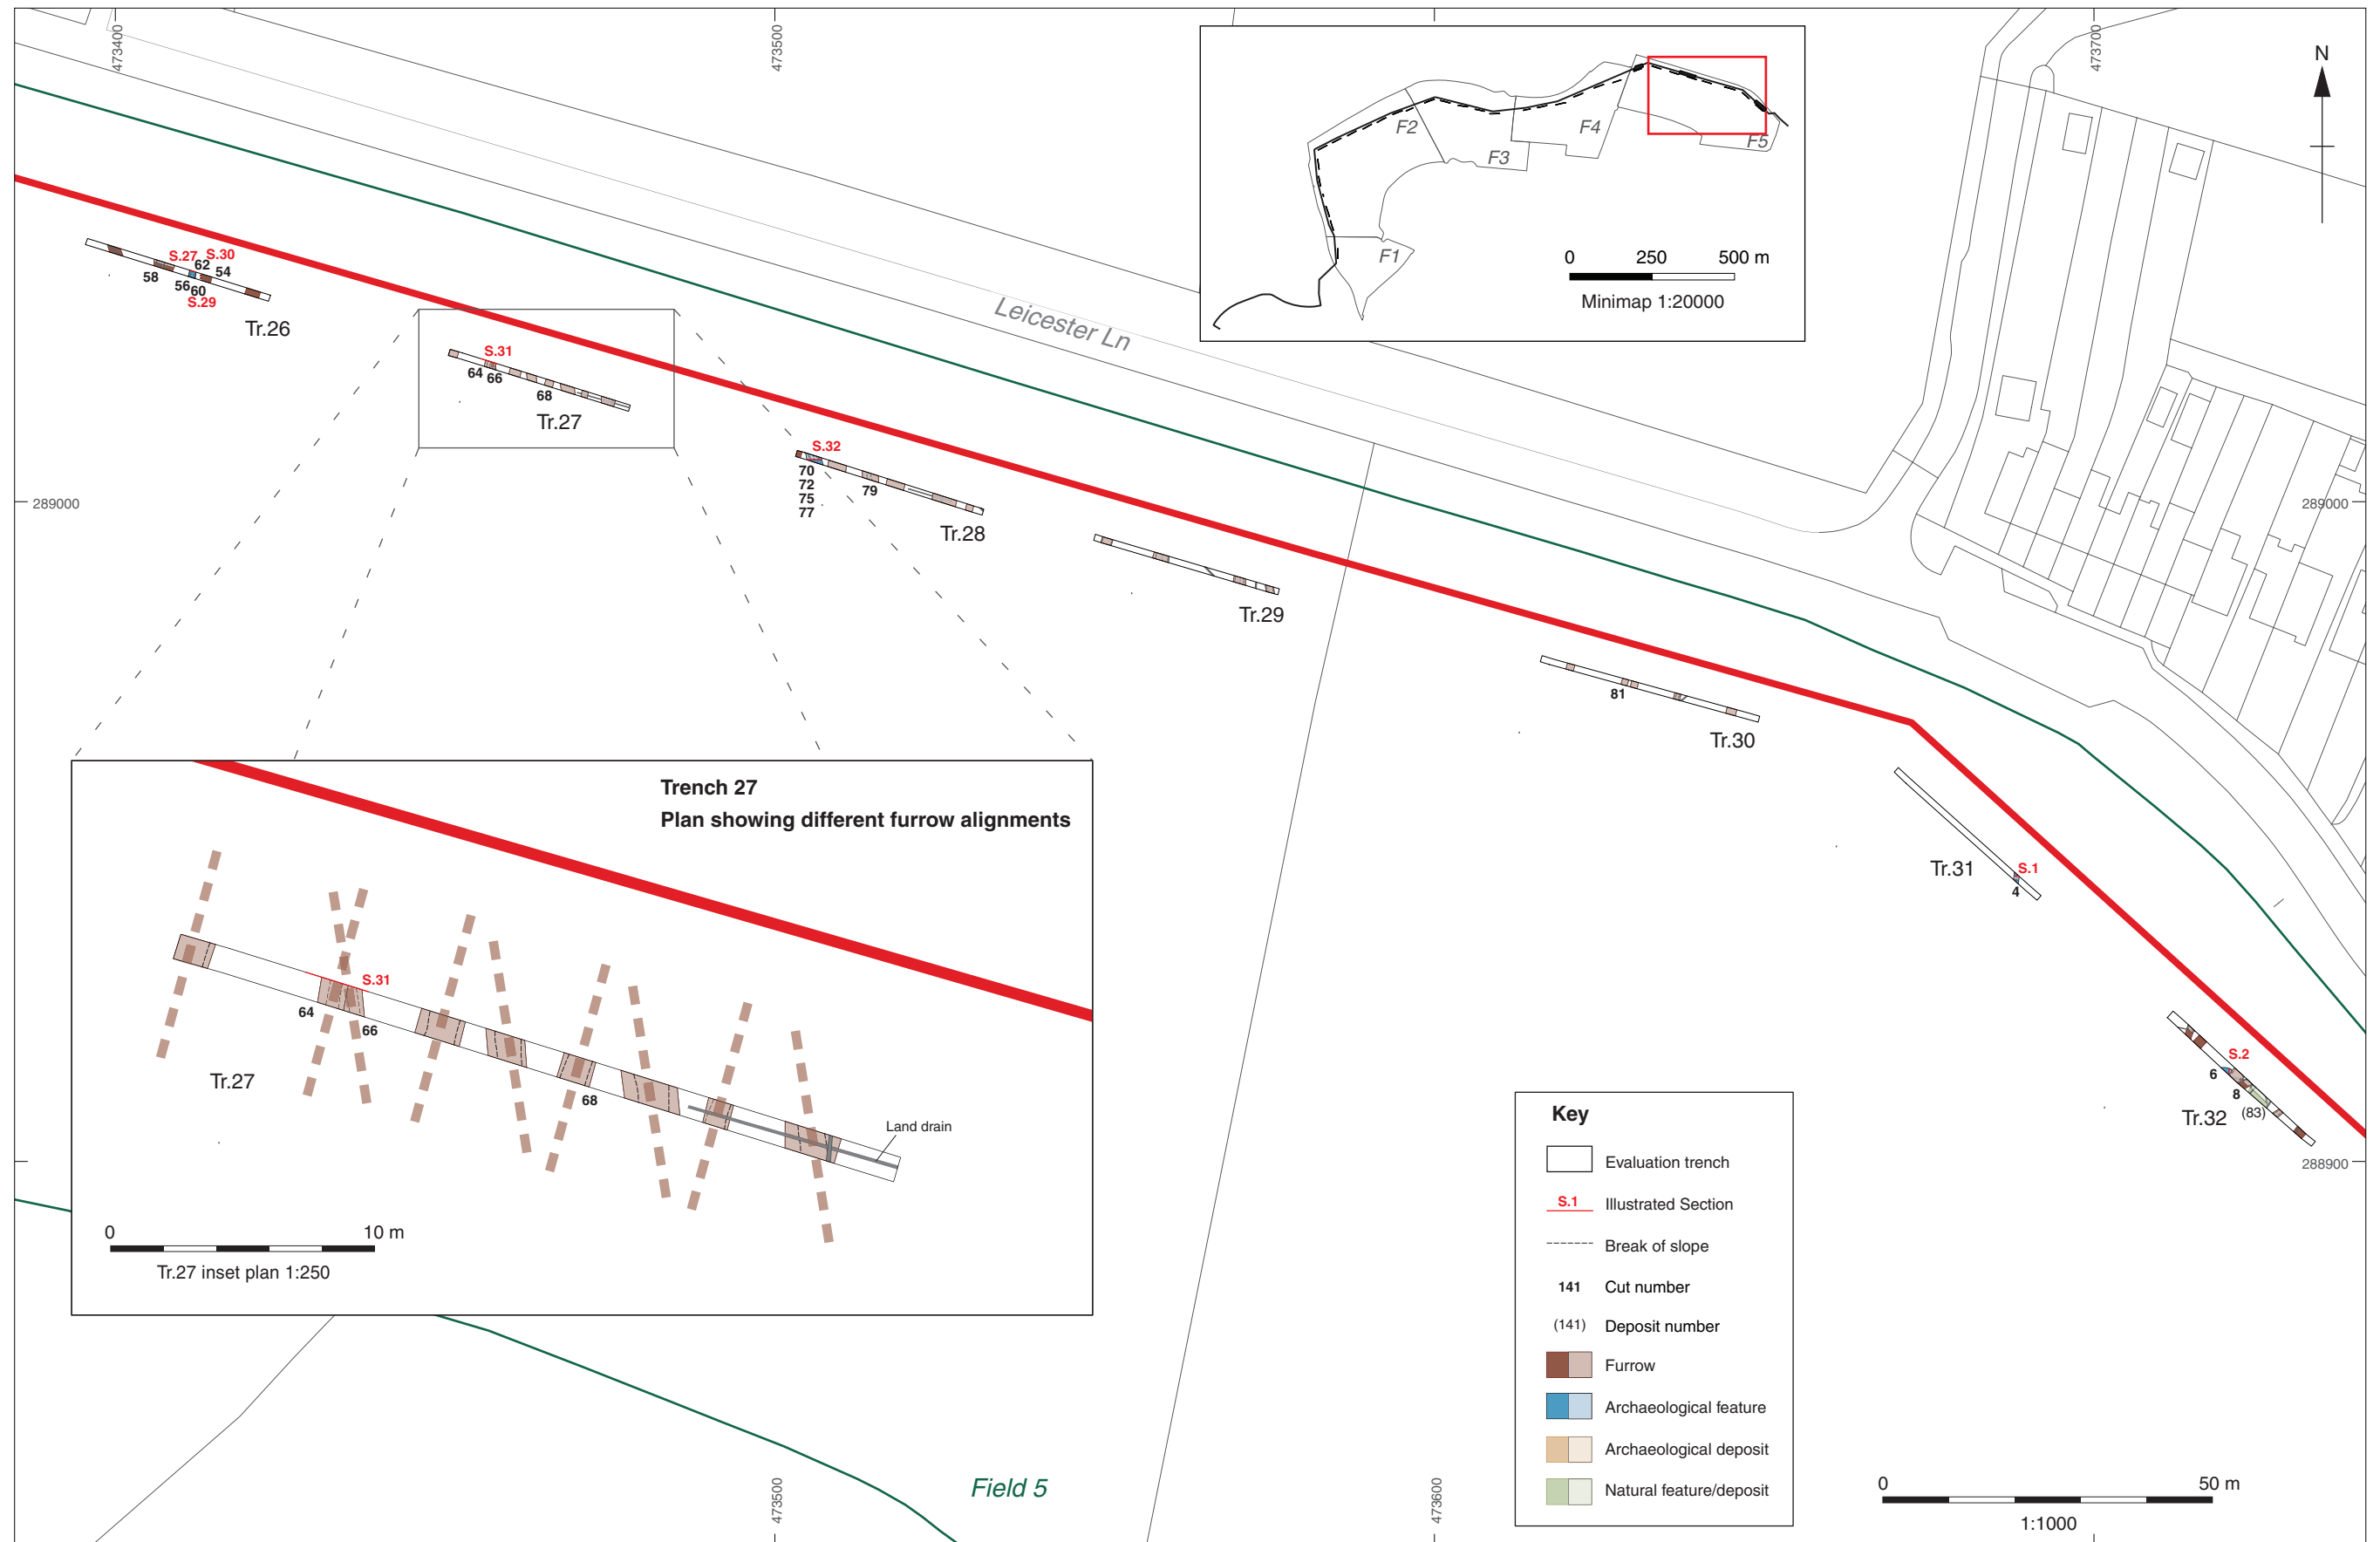 473400
473500
473700
N
F2
F3
F4
F5
F1
0 250 500 m
Minimap 1:20000
Leicester Ln
S.27 S.30
62
54
58
56
60
S.29
Tr.26
S.31
64
66
68
Tr.27
S.32
70
72
75
77
79
Tr.28
289000
289000
Tr.29
81
Tr.30
Tr.31
S.1
4
S.2
6
8
(83)
Tr.32
288900
Trench 27
Plan showing different furrow alignments
S.31
64
66
68
Tr.27
Land drain
0 10 m
Tr.27 inset plan 1:250
Key
Evaluation trench
S.1 Illustrated Section
Break of slope
141 Cut number
(141) Deposit number
Furrow
Archaeological feature
Archaeological deposit
Natural feature/deposit
Field 5
473500
473600
0 50 m
1:1000